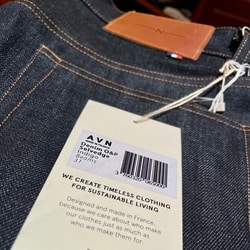 AVN
Denim D&P
Selvedge
Indigo
31
WE CREATE TIMELESS CLOTHING
FOR SUSTAINABLE LIVING
Designed and made in France,
because we care about who make
our clothes just as much as
who we make them for.